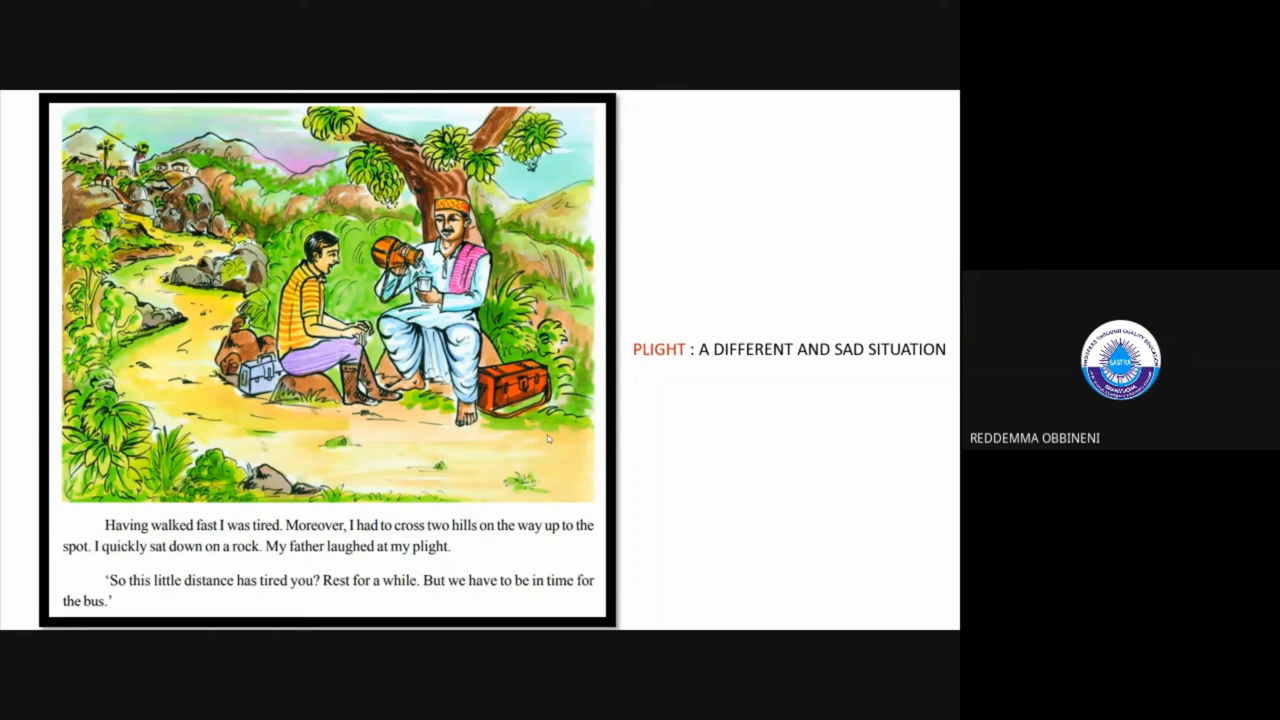 Having walked fast I was tired. Moreover, I had to cross two hills on the way up to the
spot. I quickly sat down on a rock. My father laughed at my plight.
‘So this little distance has tired you? Rest for a while. But we have to be in time for
the bus.’
PLIGHT : A DIFFERENT AND SAD SITUATION
SASTRA
REDDEMMA OBBINENI